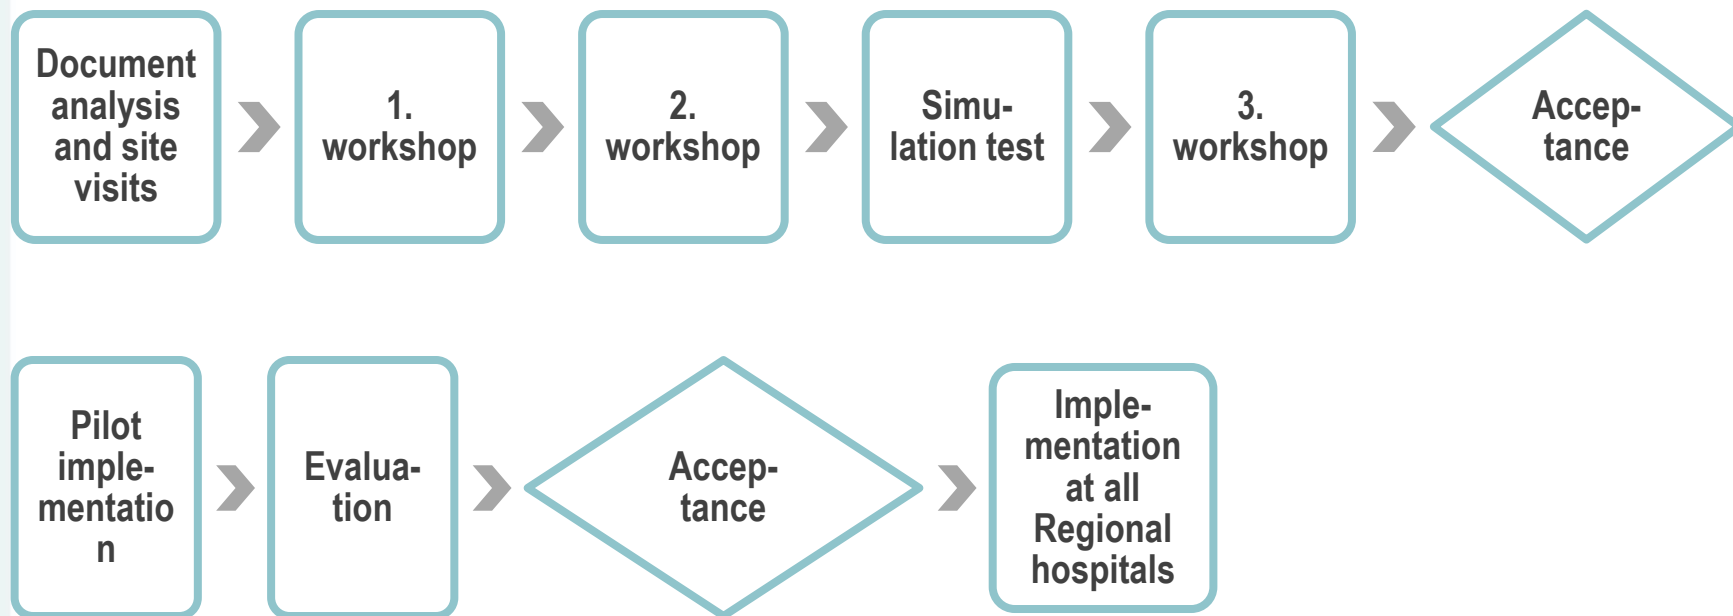 Document
analysis
and site
visits
1.
workshop
2.
workshop
Simu-
lation test
3.
workshop
Accep-
tance
Pilot
imple-
mentatio
n
Evalua-
tion
Accep-
tance
Imple-
mentation
at all
Regional
hospitals